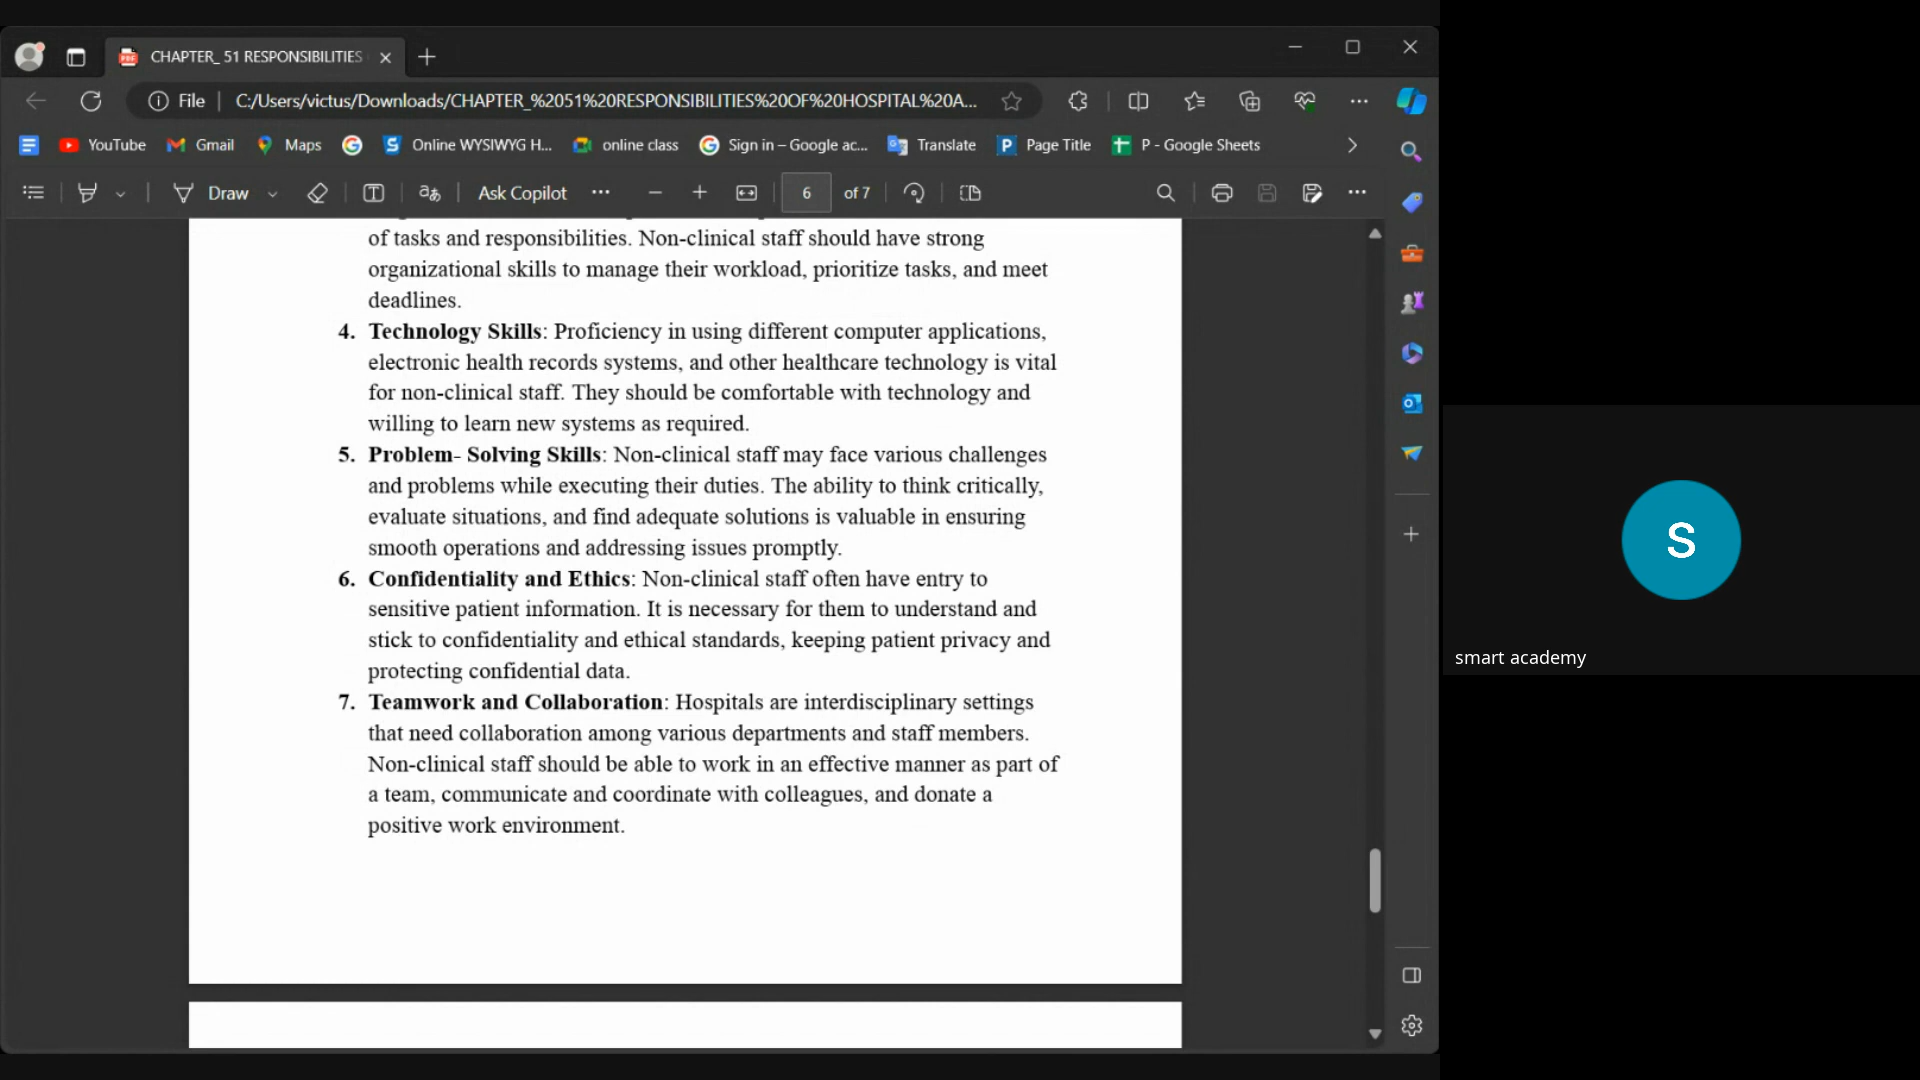 CHAPTER_ 51 RESPONSIBILITIES
File C:/Users/victus/Downloads/CHAPTER_%2051%20RESPONSIBILITIES%20OF%20HOSPITAL%20A...
YouTube Gmail Maps Online WYSIWYG H... online class Sign in – Google ac... Translate Page Title P - Google Sheets
Draw Ask Copilot 6 of 7
of tasks and responsibilities. Non-clinical staff should have strong
organizational skills to manage their workload, prioritize tasks, and meet
deadlines.
4. Technology Skills: Proficiency in using different computer applications,
electronic health records systems, and other healthcare technology is vital
for non-clinical staff. They should be comfortable with technology and
willing to learn new systems as required.
5. Problem- Solving Skills: Non-clinical staff may face various challenges
and problems while executing their duties. The ability to think critically,
evaluate situations, and find adequate solutions is valuable in ensuring
smooth operations and addressing issues promptly.
6. Confidentiality and Ethics: Non-clinical staff often have entry to
sensitive patient information. It is necessary for them to understand and
stick to confidentiality and ethical standards, keeping patient privacy and
protecting confidential data.
7. Teamwork and Collaboration: Hospitals are interdisciplinary settings
that need collaboration among various departments and staff members.
Non-clinical staff should be able to work in an effective manner as part of
a team, communicate and coordinate with colleagues, and donate a
positive work environment.
S
smart academy